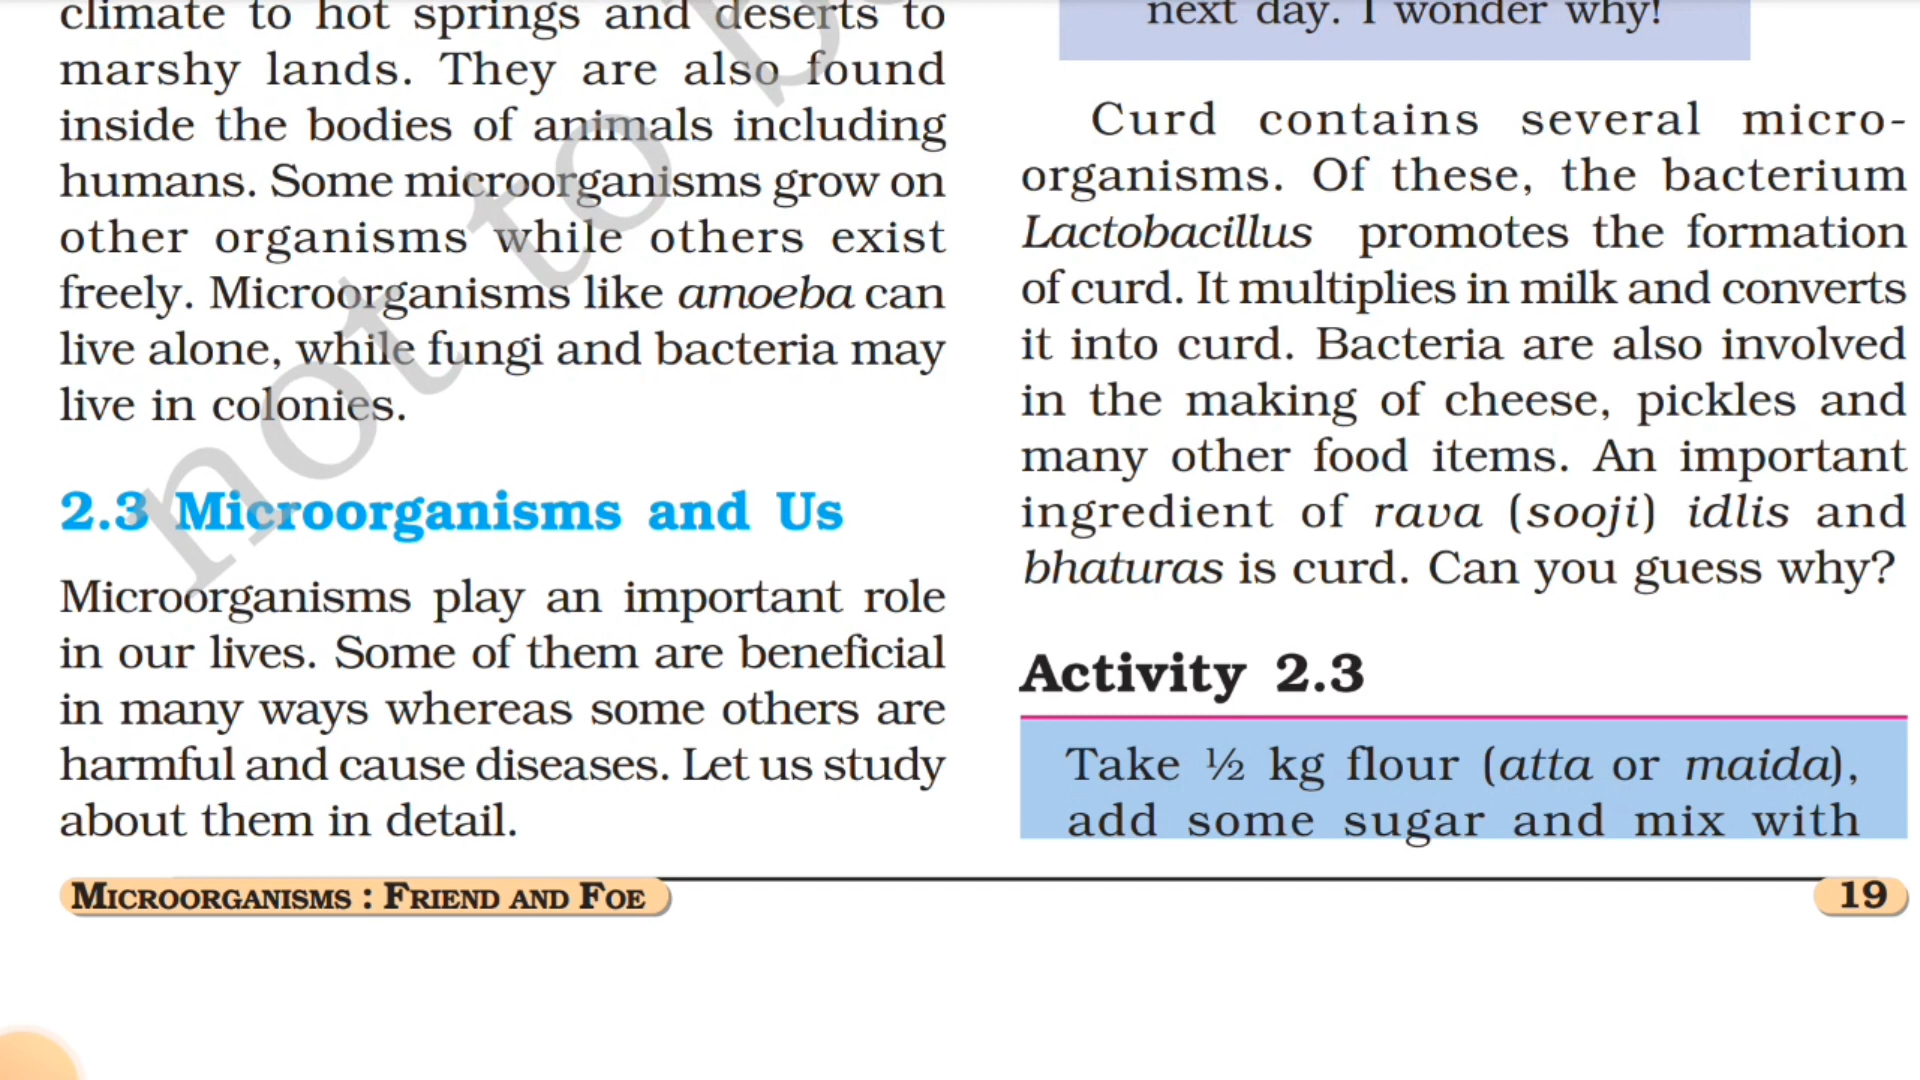 climate to hot springs and deserts to
marshy lands. They are also found
inside the bodies of animals including
humans. Some microorganisms grow on
other organisms while others exist
freely. Microorganisms like amoeba can
live alone, while fungi and bacteria may
live in colonies.
2.3 Microorganisms and Us
Microorganisms play an important role
in our lives. Some of them are beneficial
in many ways whereas some others are
harmful and cause diseases. Let us study
about them in detail.
next day. I wonder why!
Curd contains several micro-
organisms. Of these, the bacterium
Lactobacillus promotes the formation
of curd. It multiplies in milk and converts
it into curd. Bacteria are also involved
in the making of cheese, pickles and
many other food items. An important
ingredient of rava (sooji) idlis and
bhaturas is curd. Can you guess why?
Activity 2.3
Take ½ kg flour (atta or maida),
add some sugar and mix with
MICROORGANISMS : FRIEND AND FOE
19
not to b